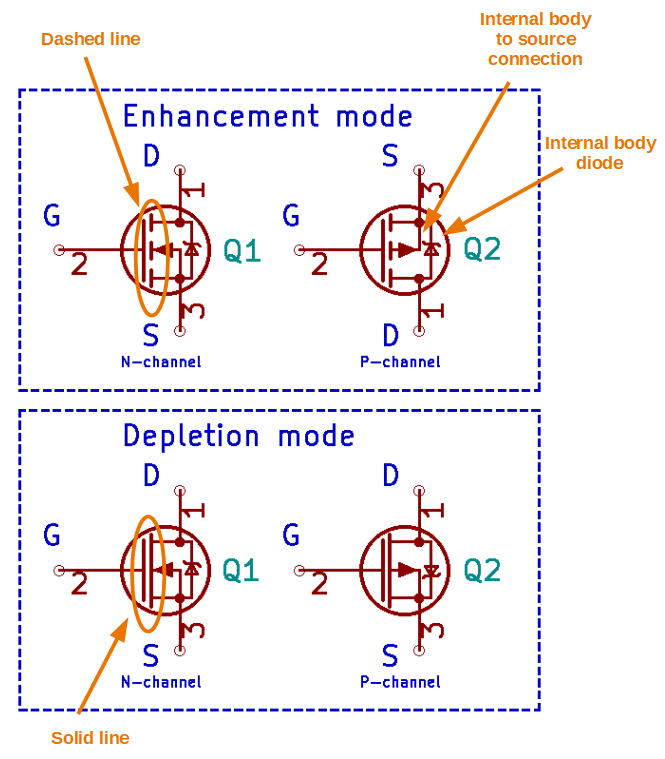 Dashed line
Internal body
to source
connection
Internal body
diode
Enhancement mode
D
1
G
2
Q1
3
S
N-channel
S
3
G
2
Q2
1
D
P-channel
Depletion mode
D
1
G
2
Q1
3
S
N-channel
D
1
G
2
Q2
3
S
P-channel
Solid line